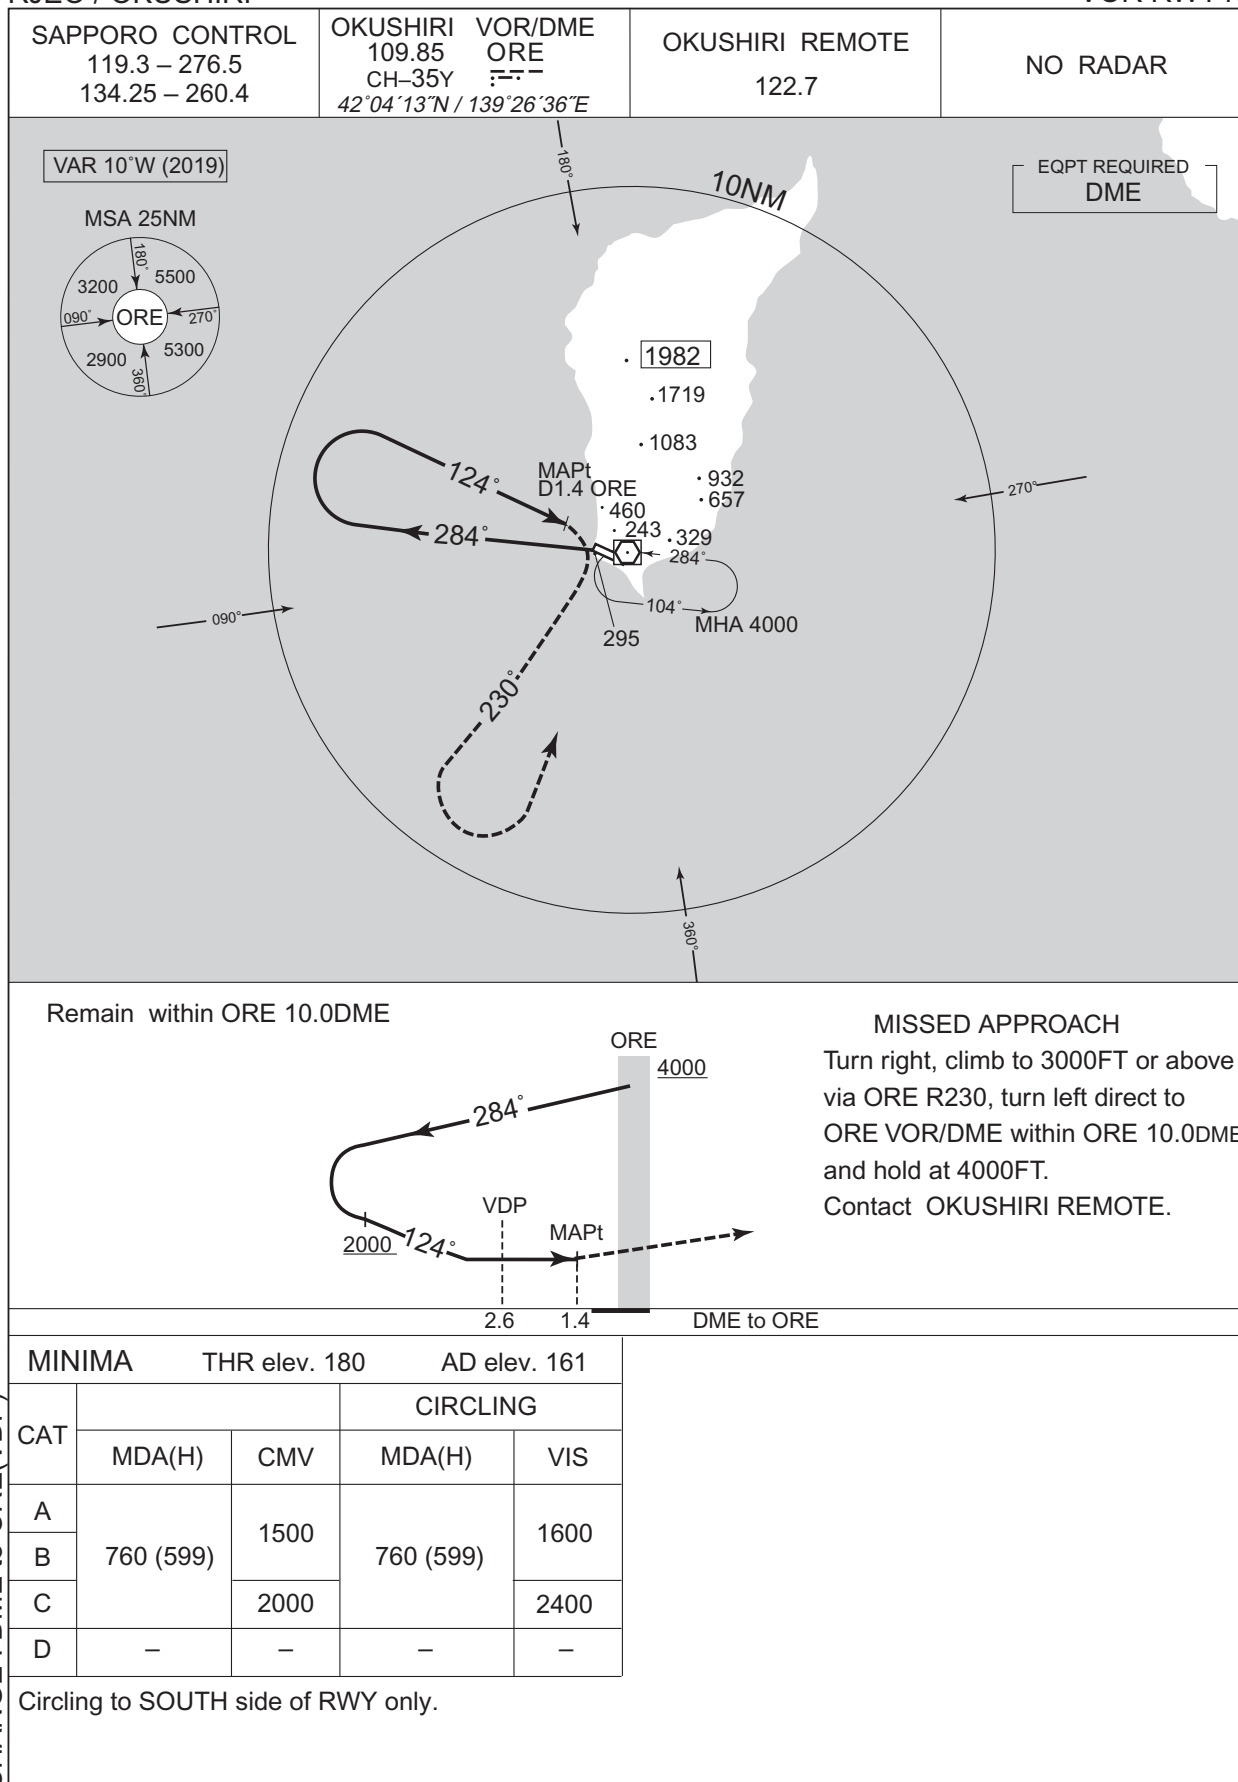 SAPPORO CONTROL
119.3 – 276.5
134.25 – 260.4
OKUSHIRI VOR/DME
109.85 ORE
CH–35Y
42°04´13˝N / 139°26´36˝E
OKUSHIRI REMOTE
122.7
NO RADAR
VAR 10°W (2019)
MSA 25NM
180°
3200
5500
090°
ORE
270°
2900
5300
360°
180°
10NM
EQPT REQUIRED
DME
1982
1719
1083
932
657
MAPt
D1.4 ORE
460
243
329
124°
284°
284°
104°
MHA 4000
295
270°
090°
230°
360°
Remain within ORE 10.0DME
ORE
4000
284°
2000
124°
VDP
MAPt
2.6
1.4
DME to ORE
MISSED APPROACH
Turn right, climb to 3000FT or above
via ORE R230, turn left direct to
ORE VOR/DME within ORE 10.0DME
and hold at 4000FT.
Contact OKUSHIRI REMOTE.
MINIMA THR elev. 180 AD elev. 161
CAT
CIRCLING
MDA(H) CMV MDA(H) VIS
A
B
C
D
760 (599)
1500
2000
760 (599)
1600
2400
– – – –
Circling to SOUTH side of RWY only.